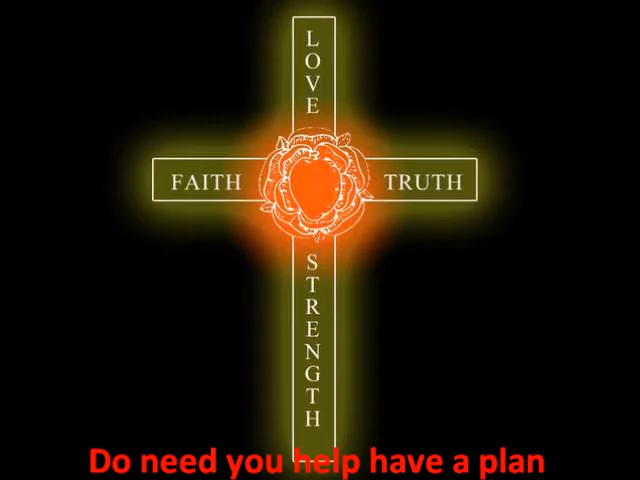 LOVE
FAITH
TRUTH
STRENGTH
Do need you help have a plan